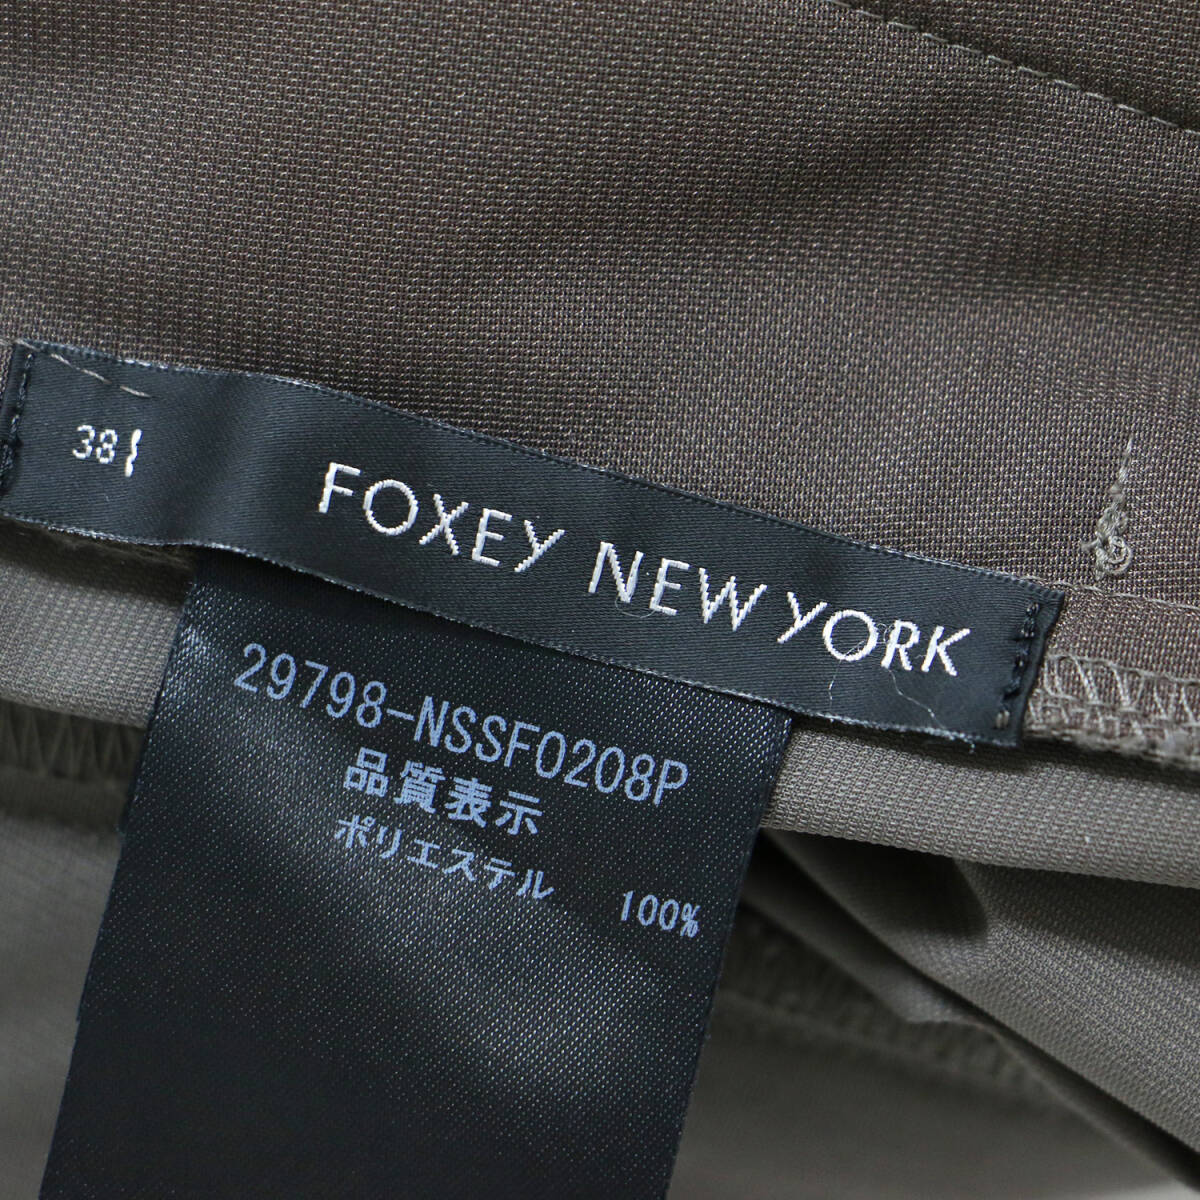 38
FOXEY NEW YORK
29798-NSSF0208P
品質表示
ポリエステル 100%